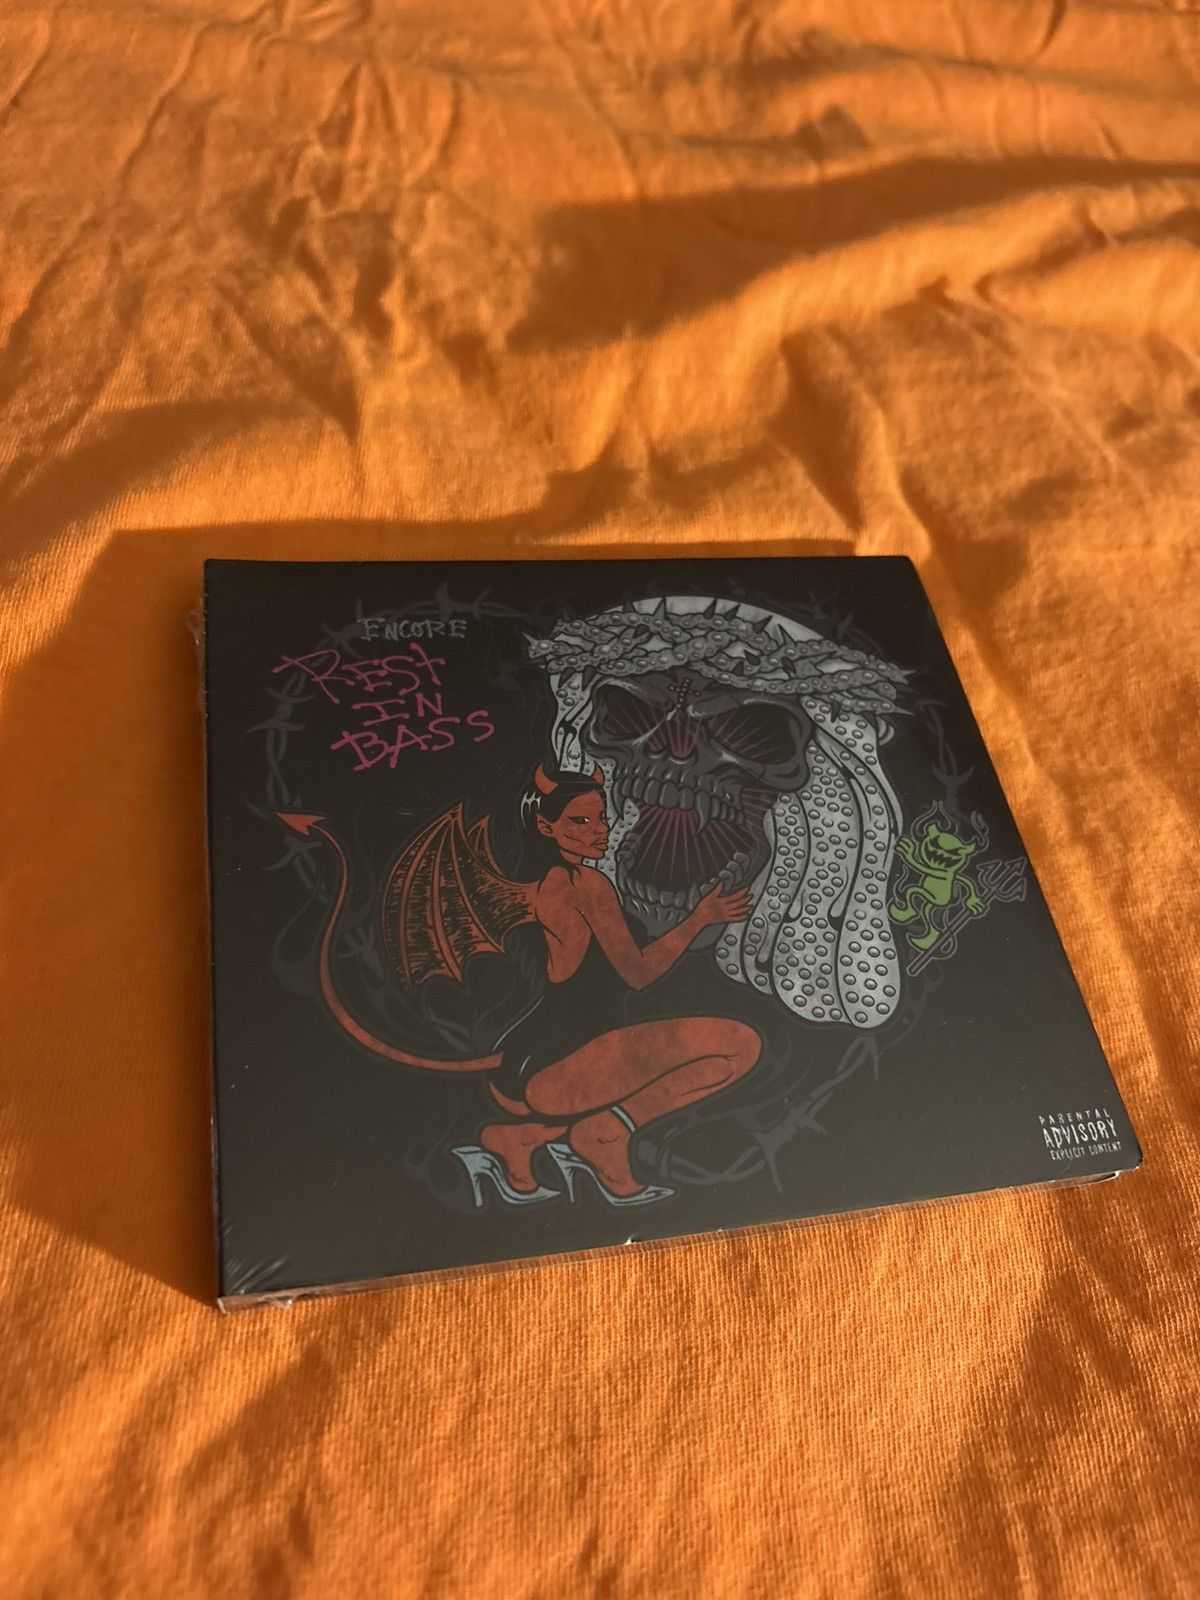 ENCORE
REST
IN
BASS
PARENTAL
ADVISORY
EXPLICIT CONTENT